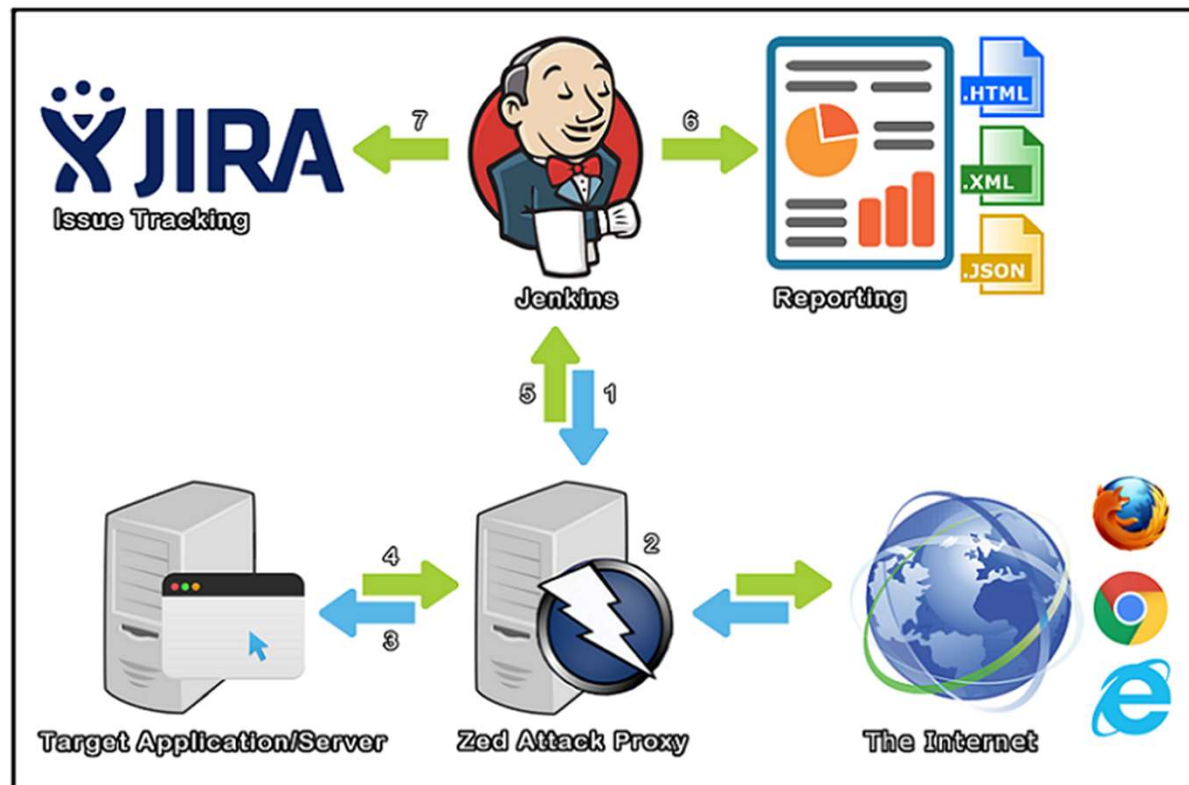 JIRA
Issue Tracking
7
Jenkins
6
Reporting
.HTML
.XML
.JSON
5
1
4
3
2
Target Application/Server
Zed Attack Proxy
The Internet